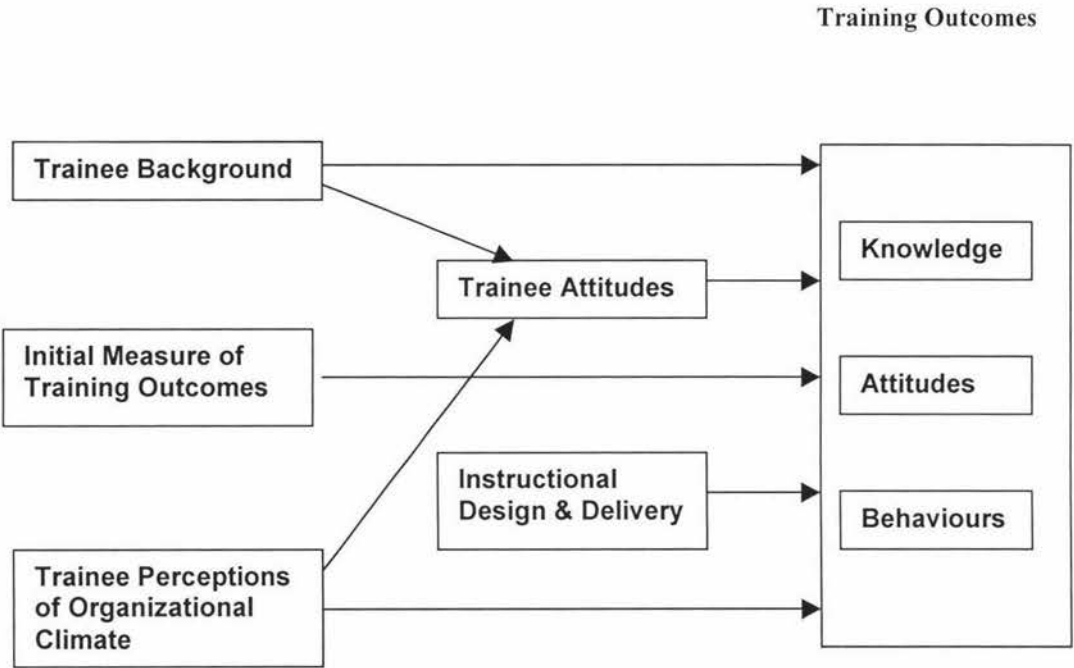 Training Outcomes
Trainee Background
Knowledge
Trainee Attitudes
Initial Measure of
Training Outcomes
Attitudes
Instructional
Design & Delivery
Behaviours
Trainee Perceptions
of Organizational
Climate